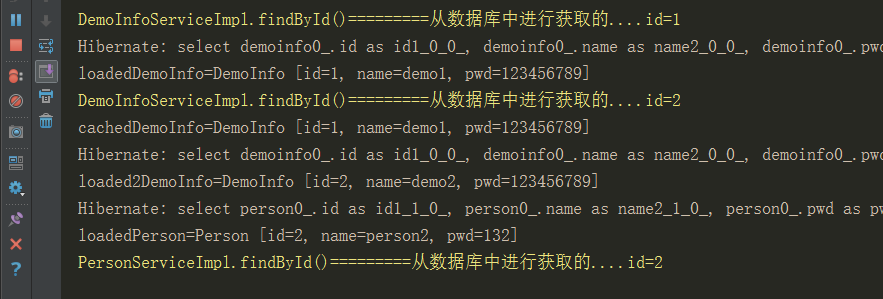 DemoInfoServiceImpl.findById()=========从数据库中进行获取的....id=1
Hibernate: select demoinfo0_.id as id1_0_0_, demoinfo0_.name as name2_0_0_, demoinfo0_.pwd
loadedDemoInfo=DemoInfo [id=1, name=demo1, pwd=123456789]
DemoInfoServiceImpl.findById()=========从数据库中进行获取的....id=2
cachedDemoInfo=DemoInfo [id=1, name=demo1, pwd=123456789]
Hibernate: select demoinfo0_.id as id1_0_0_, demoinfo0_.name as name2_0_0_, demoinfo0_.pwd
loaded2DemoInfo=DemoInfo [id=2, name=demo2, pwd=123456789]
Hibernate: select person0_.id as id1_1_0_, person0_.name as name2_1_0_, person0_.pwd as pw
loadedPerson=Person [id=2, name=person2, pwd=132]
PersonServiceImpl.findById()=========从数据库中进行获取的....id=2